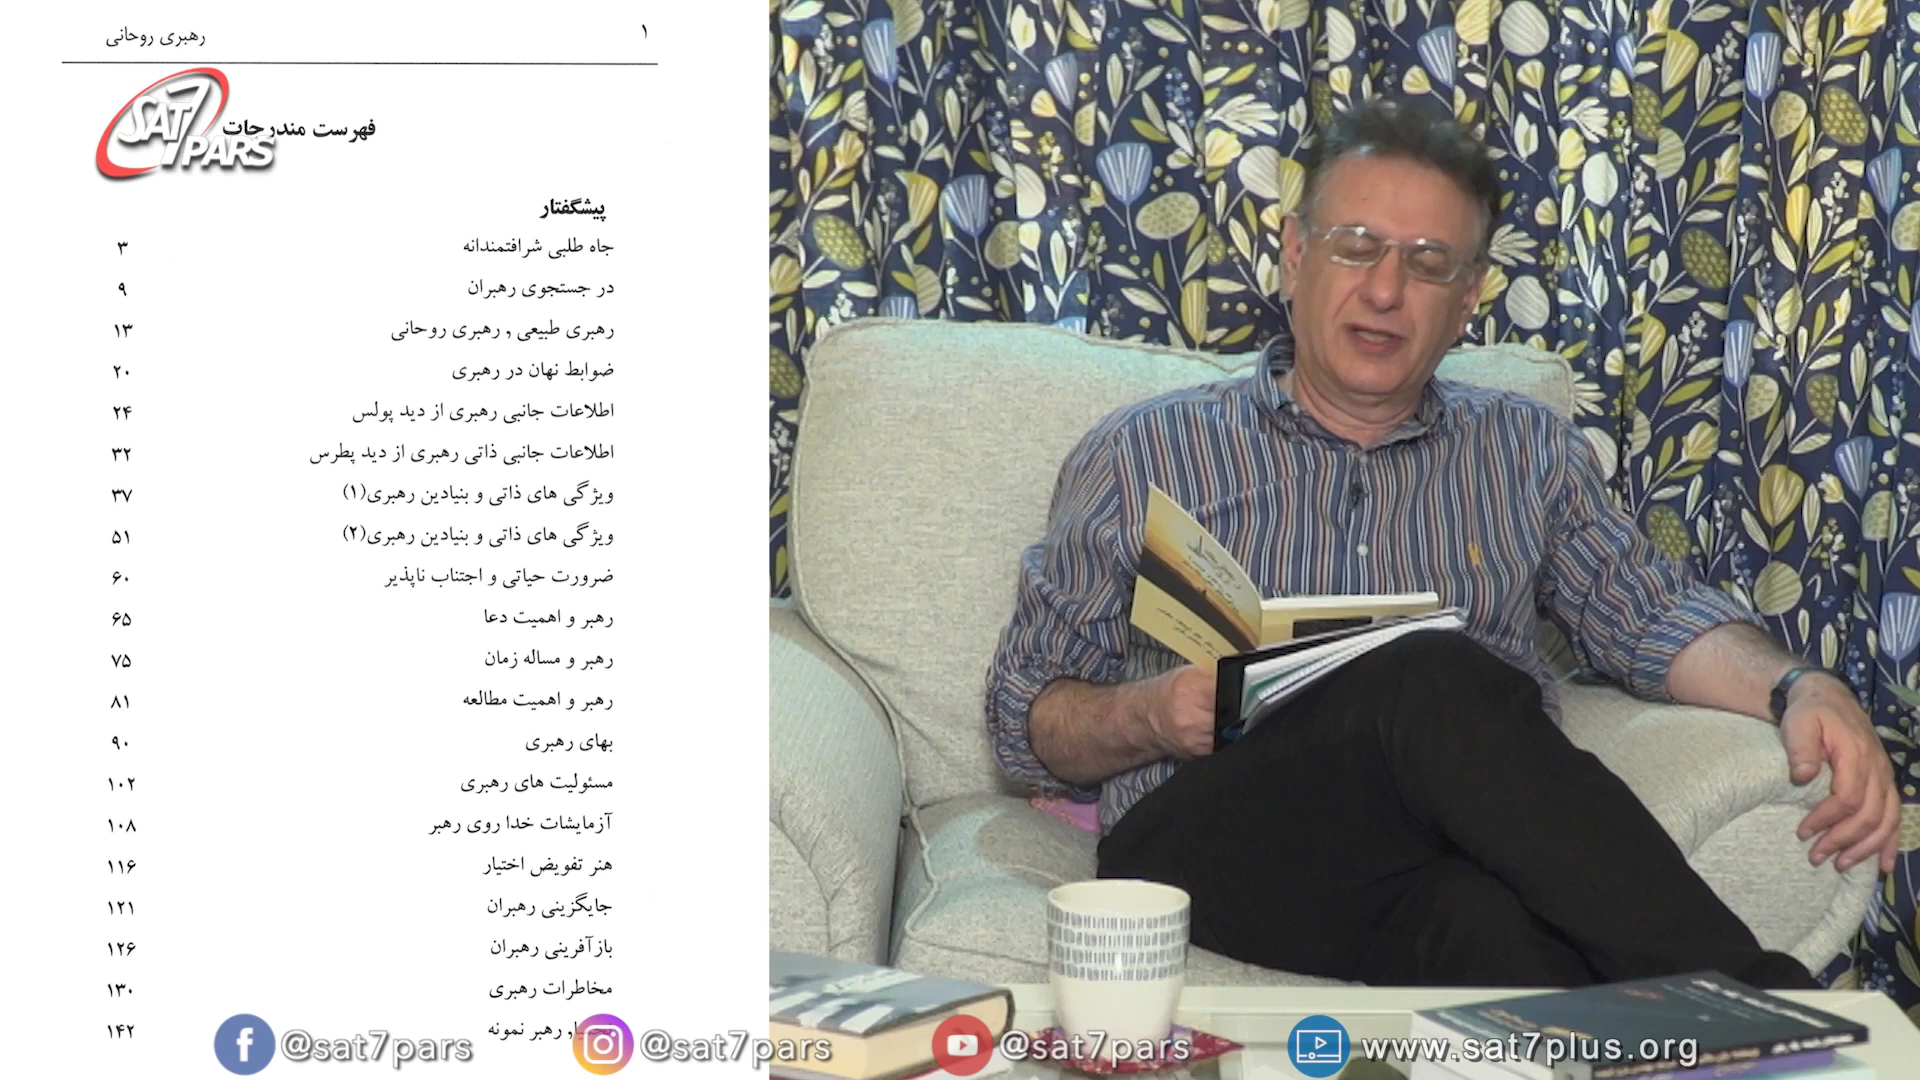 رهبری روحانی ۱
SAT 7 PARS
فهرست مندرجات
پیشگفتار
جاه طلبی شرافتمندانه ۳
در جستجوی رهبران ۹
رهبری طبیعی , رهبری روحانی ۱۳
ضوابط نهان در رهبری ۲۰
اطلاعات جانبی رهبری از دید پولس ۲۴
اطلاعات جانبی ذاتی رهبری از دید پطرس ۳۲
ویژگی های ذاتی و بنیادین رهبری(۱) ۳۷
ویژگی های ذاتی و بنیادین رهبری(۲) ۵۱
ضرورت حیاتی و اجتناب ناپذیر ۶۰
رهبر و اهمیت دعا ۶۵
رهبر و مساله زمان ۷۵
رهبر و اهمیت مطالعه ۸۱
بهای رهبری ۹۰
مسئولیت های رهبری ۱۰۲
آزمایشات خدا روی رهبر ۱۰۸
هنر تفویض اختیار ۱۱۶
جایگزینی رهبران ۱۲۱
بازآفرینی رهبران ۱۲۶
مخاطرات رهبری ۱۳۰
رهبر نمونه ۱۴۲
@sat7pars @sat7pars @sat7pars www.sat7plus.org